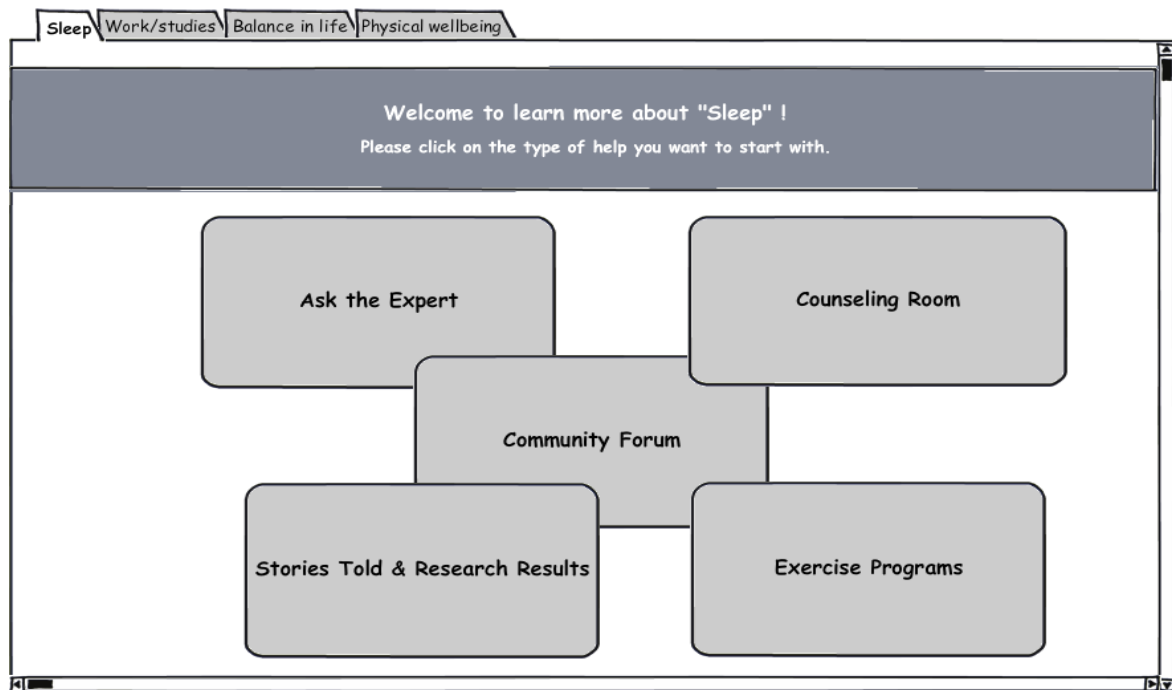 Sleep
Work/studies
Balance in life
Physical wellbeing
Welcome to learn more about "Sleep" !
Please click on the type of help you want to start with.
Ask the Expert
Counseling Room
Community Forum
Stories Told & Research Results
Exercise Programs